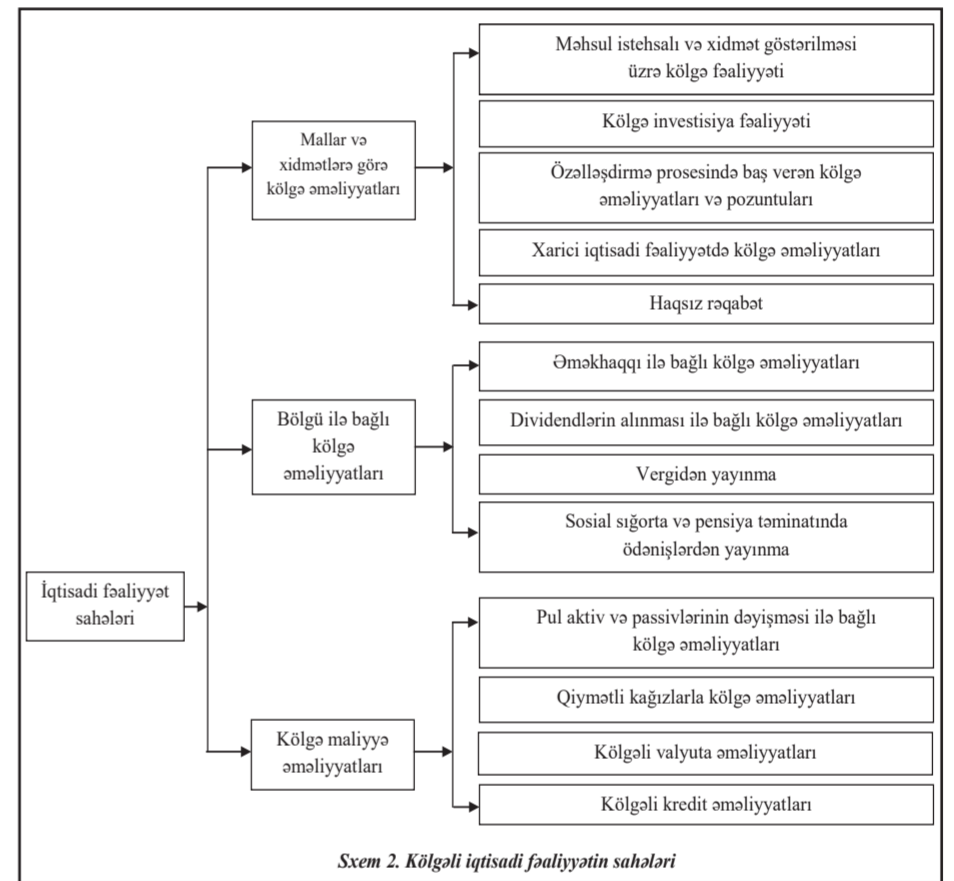 Məhsul istehsalı və xidmət göstərilməsi
üzrə kölgə fəaliyyəti
Mallar və
xidmətlərə görə
kölgə əməliyyatları
Kölgə investisiya fəaliyyəti
Özəlləşdirmə prosesində baş verən kölgə
əməliyyatları və pozuntuları
Xarici iqtisadi fəaliyyətdə kölgə əməliyyatları
Haqsız rəqabət
Əməkhaqqı ilə bağlı kölgə əməliyyatları
Bölgü ilə bağlı
kölgə
əməliyyatları
Dividendlərin alınması ilə bağlı kölgə əməliyyatları
Vergidən yayınma
Sosial sığorta və pensiya təminatında
ödənişlərdən yayınma
İqtisadi fəaliyyət
sahələri
Pul aktiv və passivlərinin dəyişməsi ilə bağlı
kölgə əməliyyatları
Qiymətli kağızlarla kölgə əməliyyatları
Kölgə maliyyə
əməliyyatları
Kölgəli valyuta əməliyyatları
Kölgəli kredit əməliyyatları
Sxem 2. Kölgəli iqtisadi fəaliyyətin sahələri